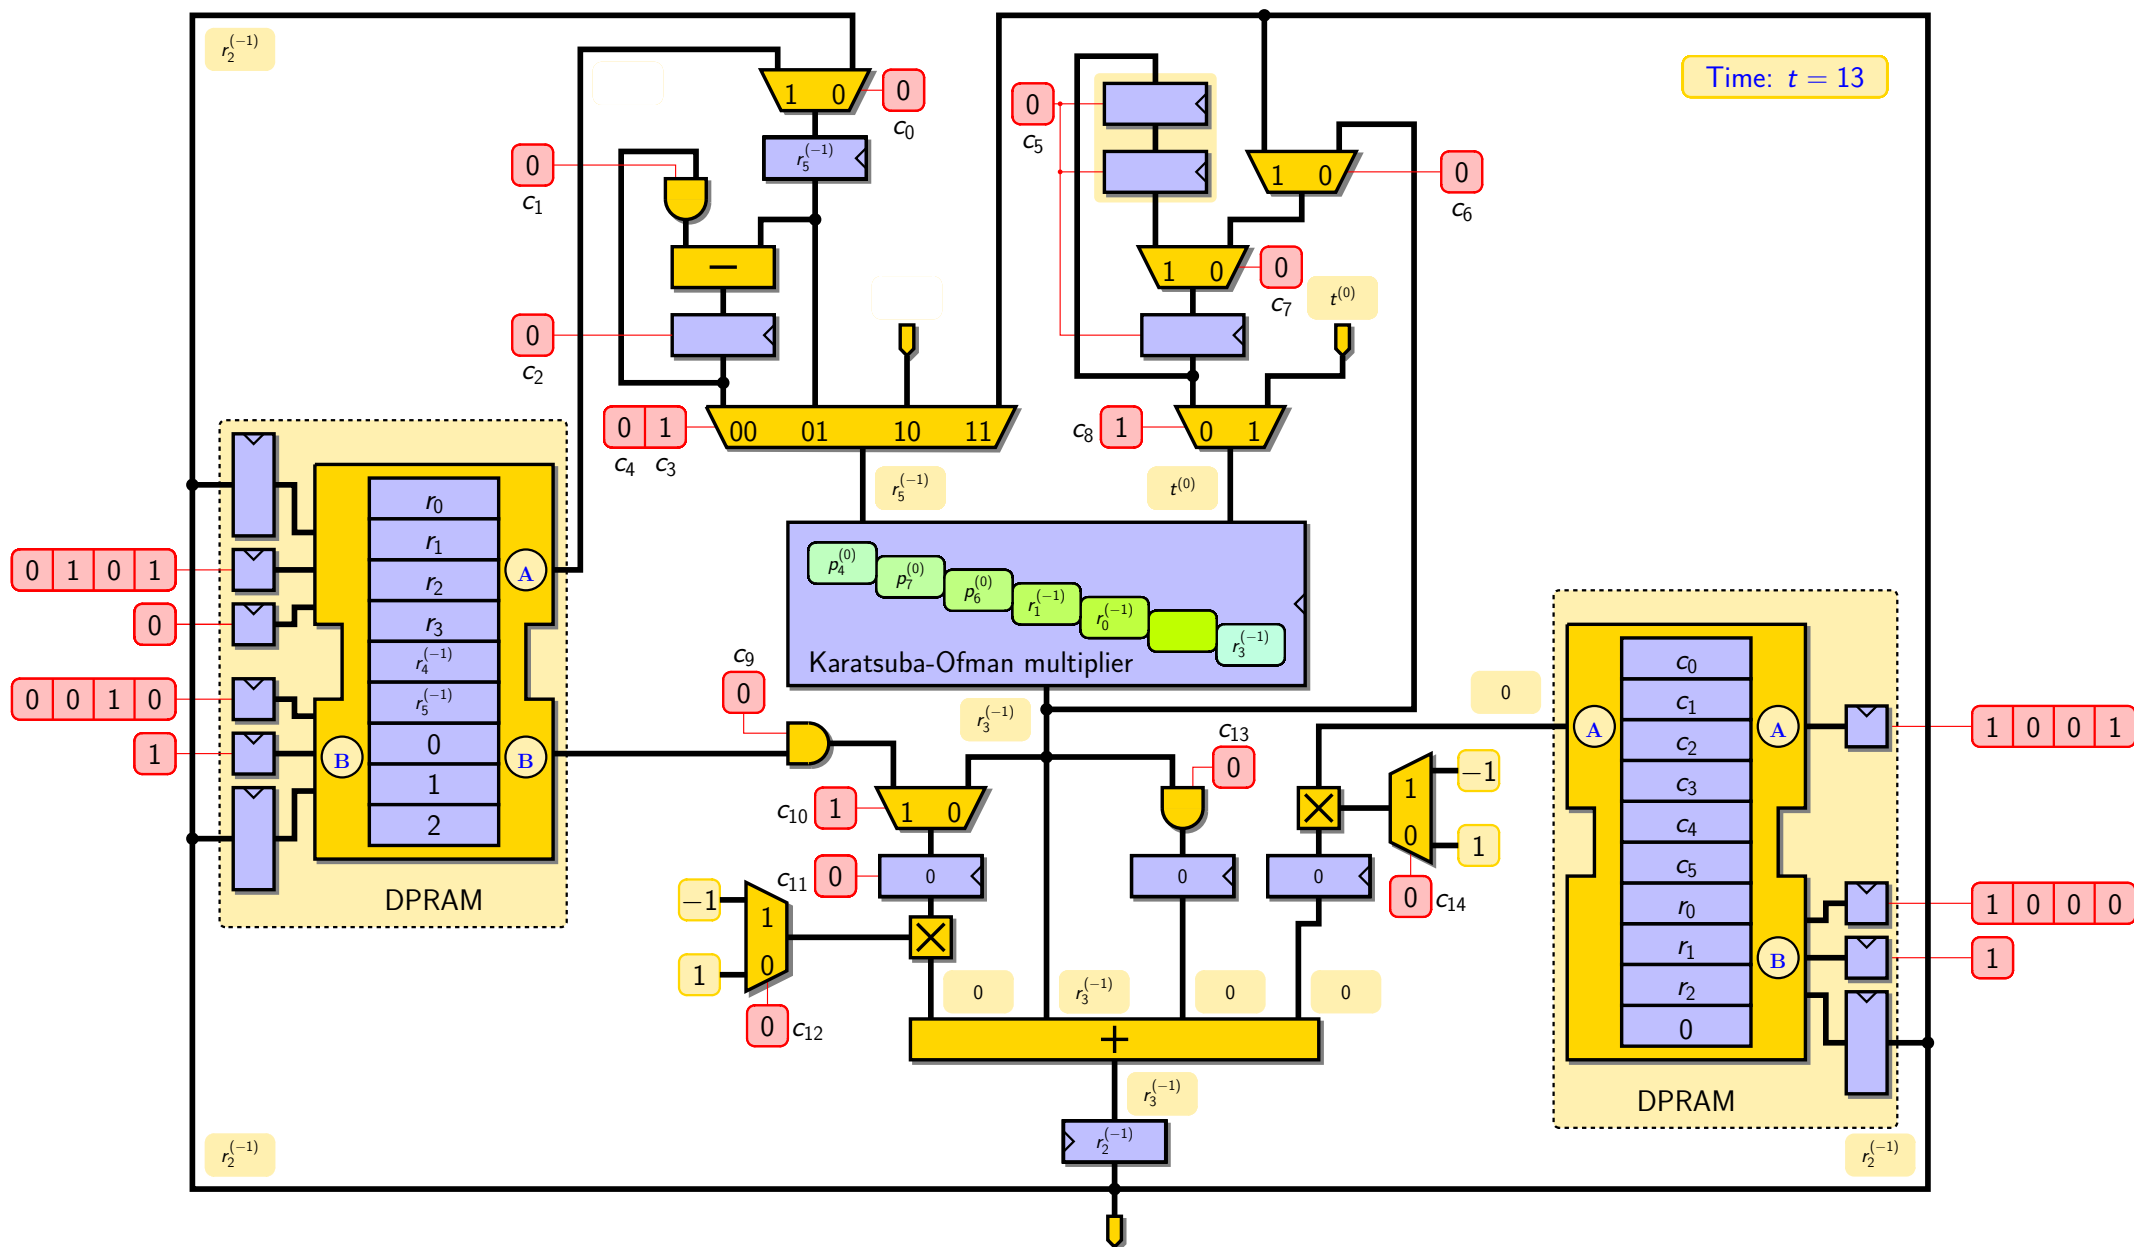 r₂⁽⁻¹⁾
Time: t = 13
1 0
0
c₀
0
c₅
r₅⁽⁻¹⁾
0
c₁
1 0
0
c₆
−
1 0
0
c₇
t⁽⁰⁾
0
c₂
0 1
c₄ c₃
00 01 10 11
c₈
1
0 1
r₅⁽⁻¹⁾
t⁽⁰⁾
r₀
r₁
r₂
r₃
r₄⁽⁻¹⁾
r₅⁽⁻¹⁾
0
1
2
A
B
B
DPRAM
0 1 0 1
0
0 0 1 0
1
p₄⁽⁰⁾
p₇⁽⁰⁾
p₆⁽⁰⁾
r₁⁽⁻¹⁾
r₀⁽⁻¹⁾
r₃⁽⁻¹⁾
Karatsuba-Ofman multiplier
c₉
0
r₃⁽⁻¹⁾
c₁₃
0
0
c₁₀
1
1 0
×
1
0
−1
1
0
c₁₄
c₁₁
0
0
0
0
−1
1
1
0
×
0
c₁₂
0
r₃⁽⁻¹⁾
0
0
+
r₃⁽⁻¹⁾
r₂⁽⁻¹⁾
A
A
B
c₀
c₁
c₂
c₃
c₄
c₅
r₀
r₁
r₂
0
DPRAM
1 0 0 1
1 0 0 0
1
r₂⁽⁻¹⁾
r₂⁽⁻¹⁾